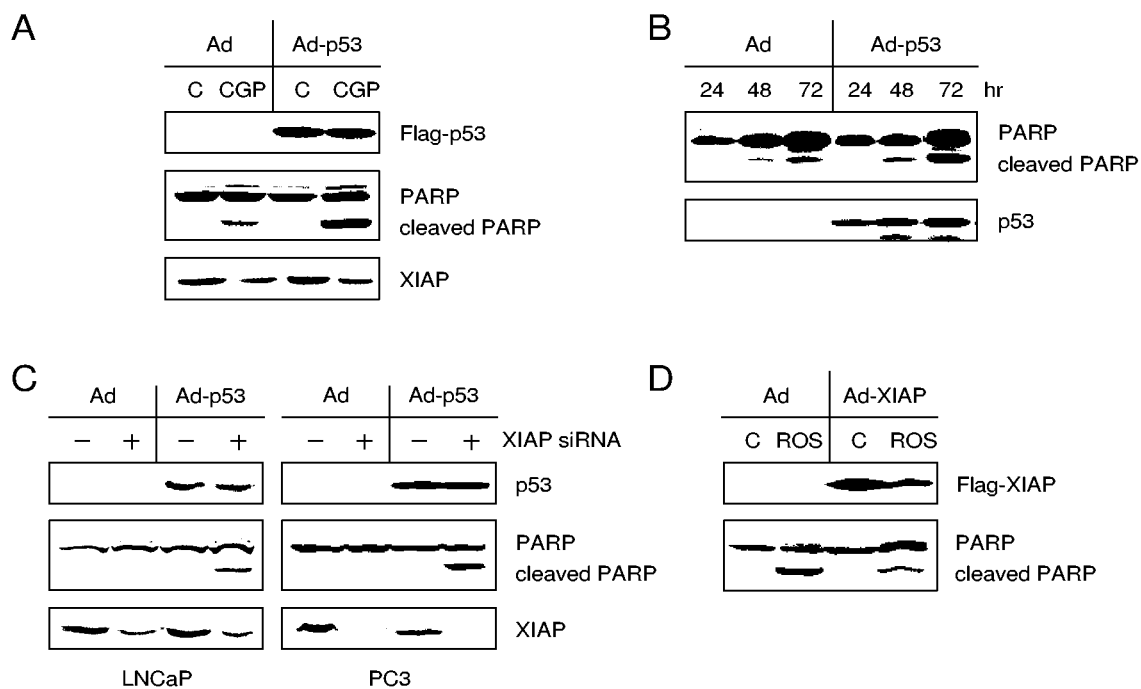 A
Ad Ad-p53
C CGP C CGP
Flag-p53
PARP
cleaved PARP
XIAP
B
Ad Ad-p53
24 48 72 24 48 72 hr
PARP
cleaved PARP
p53
C
Ad Ad-p53 Ad Ad-p53
− + − + − + − + XIAP siRNA
p53
PARP
cleaved PARP
XIAP
LNCaP PC3
D
Ad Ad-XIAP
C ROS C ROS
Flag-XIAP
PARP
cleaved PARP